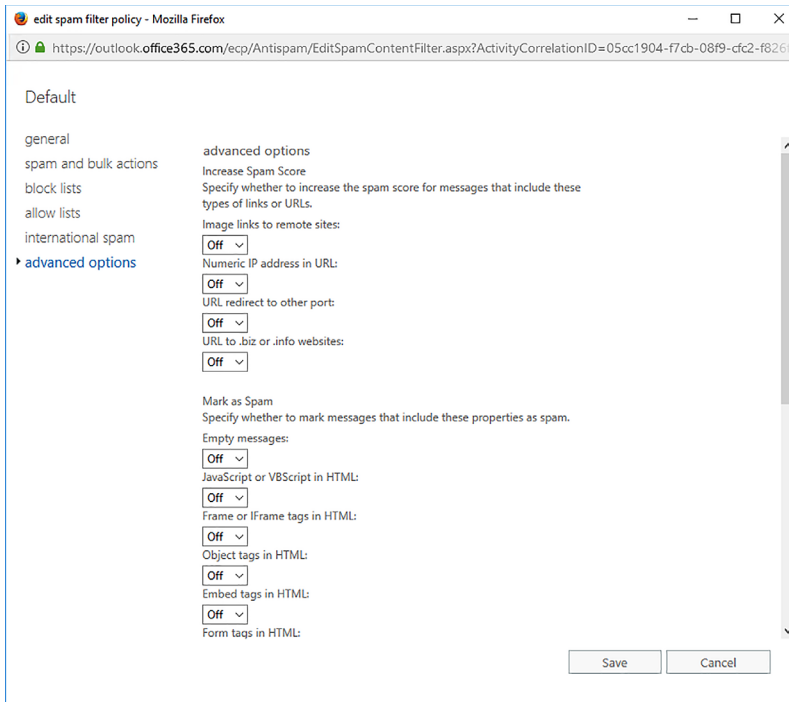 edit spam filter policy - Mozilla Firefox
https://outlook.office365.com/ecp/Antispam/EditSpamContentFilter.aspx?ActivityCorrelationID=05cc1904-f7cb-08f9-cfc2-f826f
Default
general
spam and bulk actions
block lists
allow lists
international spam
advanced options
advanced options
Increase Spam Score
Specify whether to increase the spam score for messages that include these
types of links or URLs.
Image links to remote sites:
Off
Numeric IP address in URL:
Off
URL redirect to other port:
Off
URL to .biz or .info websites:
Off
Mark as Spam
Specify whether to mark messages that include these properties as spam.
Empty messages:
Off
JavaScript or VBScript in HTML:
Off
Frame or IFrame tags in HTML:
Off
Object tags in HTML:
Off
Embed tags in HTML:
Off
Form tags in HTML:
Save
Cancel